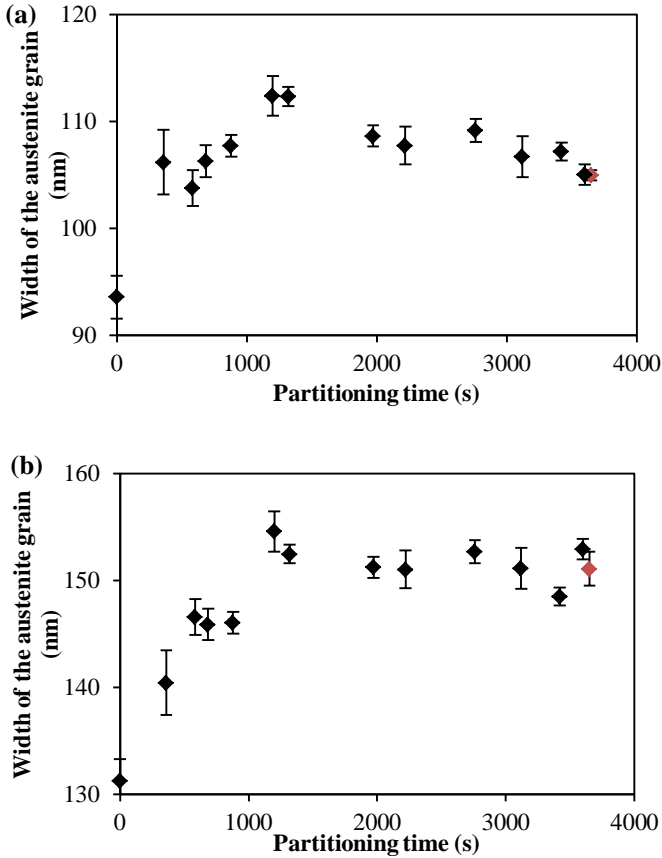 (a)
Width of the austenite grain
(nm)
120
110
100
90
0 1000 2000 3000 4000
Partitioning time (s)
(b)
Width of the austenite grain
(nm)
160
150
140
130
0 1000 2000 3000 4000
Partitioning time (s)